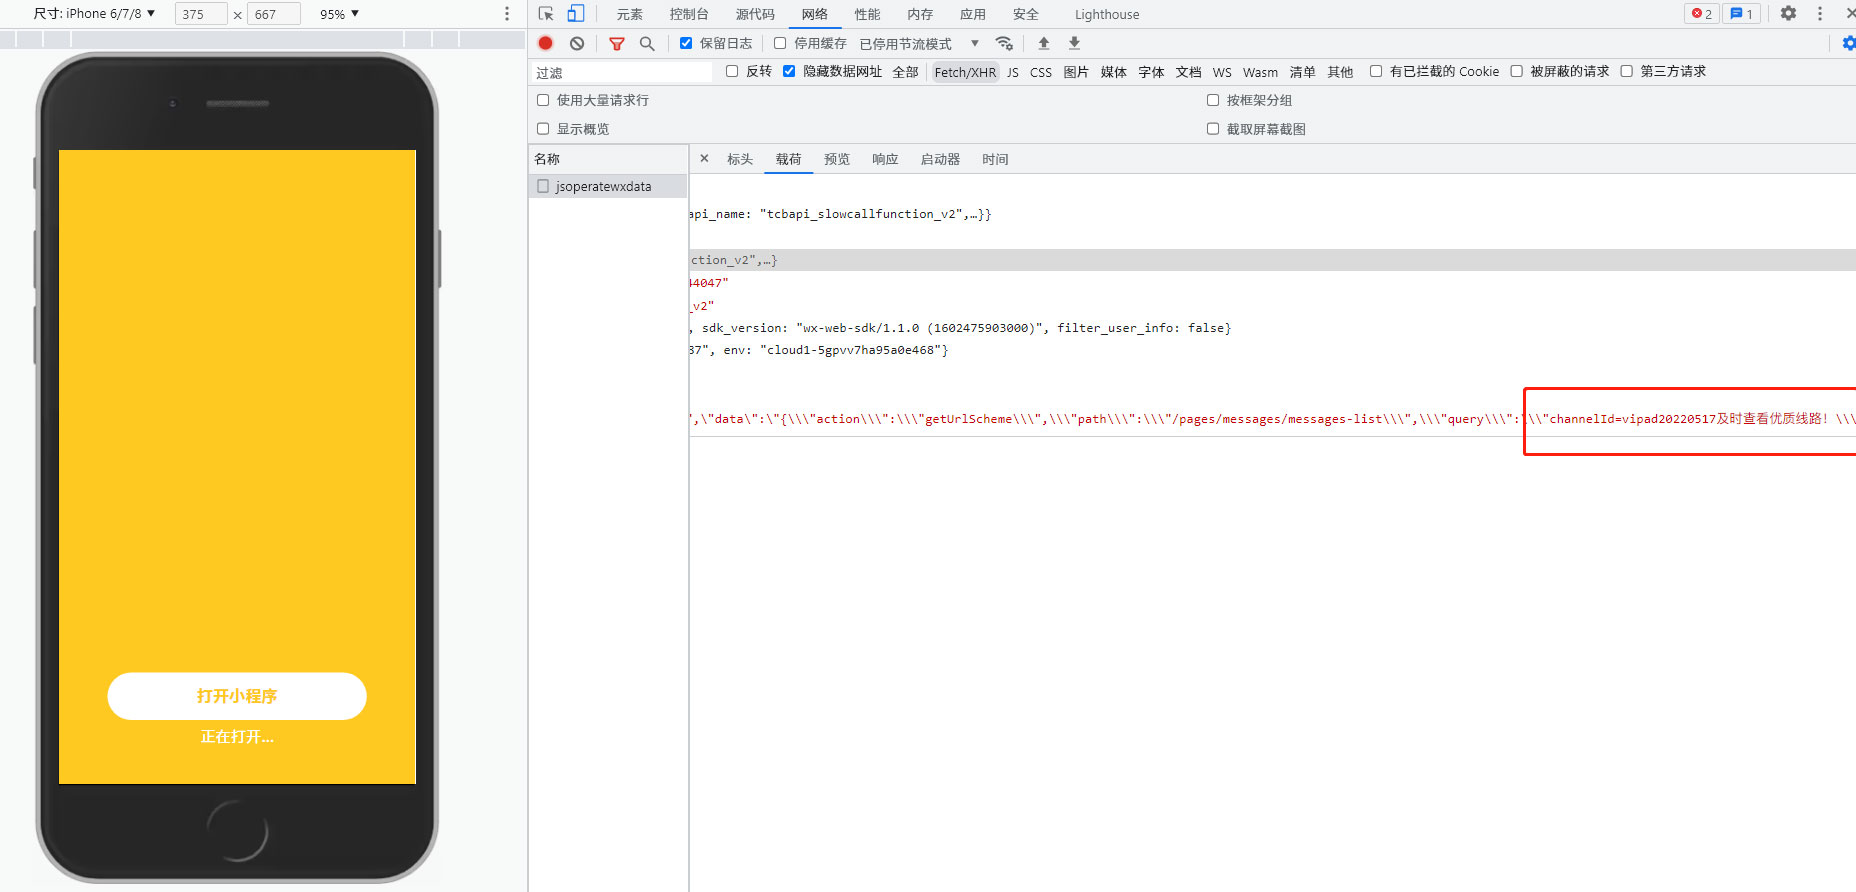 尺寸: iPhone 6/7/8 ▼ 375 × 667 95% ▼
元素 控制台 源代码 网络 性能 内存 应用 安全 Lighthouse 2 1
保留日志 停用缓存 已停用节流模式 ▼
过滤 反转 隐藏数据网址 全部 Fetch/XHR JS CSS 图片 媒体 字体 文档 WS Wasm 清单 其他 有已拦截的 Cookie 被屏蔽的请求 第三方请求
使用大量请求行 按框架分组
显示概览 截取屏幕截图
名称 × 标头 载荷 预览 响应 启动器 时间
jsoperatewxdata
api_name: "tcbapi_slowcallfunction_v2",…}}
ction_v2",…}
44047"
_v2"
, sdk_version: "wx-web-sdk/1.1.0 (1602475903000)", filter_user_info: false}
37", env: "cloud1-5gpvv7ha95a0e468"}
",\"data\":\"{\\\"action\\\":\\\"getUrlScheme\\\",\\\"path\\\":\\\"/pages/messages/messages-list\\\",\\\"query\\\":\\\"channelId=vipad20220517及时查看优质线路！\\\
打开小程序
正在打开...